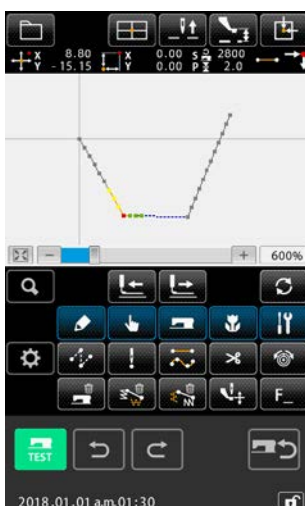 X 8.80 X 0.00 S 2800
Y -15.15 Y 0.00 P 2.0
- + 600%
F_
TEST
2018.01.01 a.m.01:30